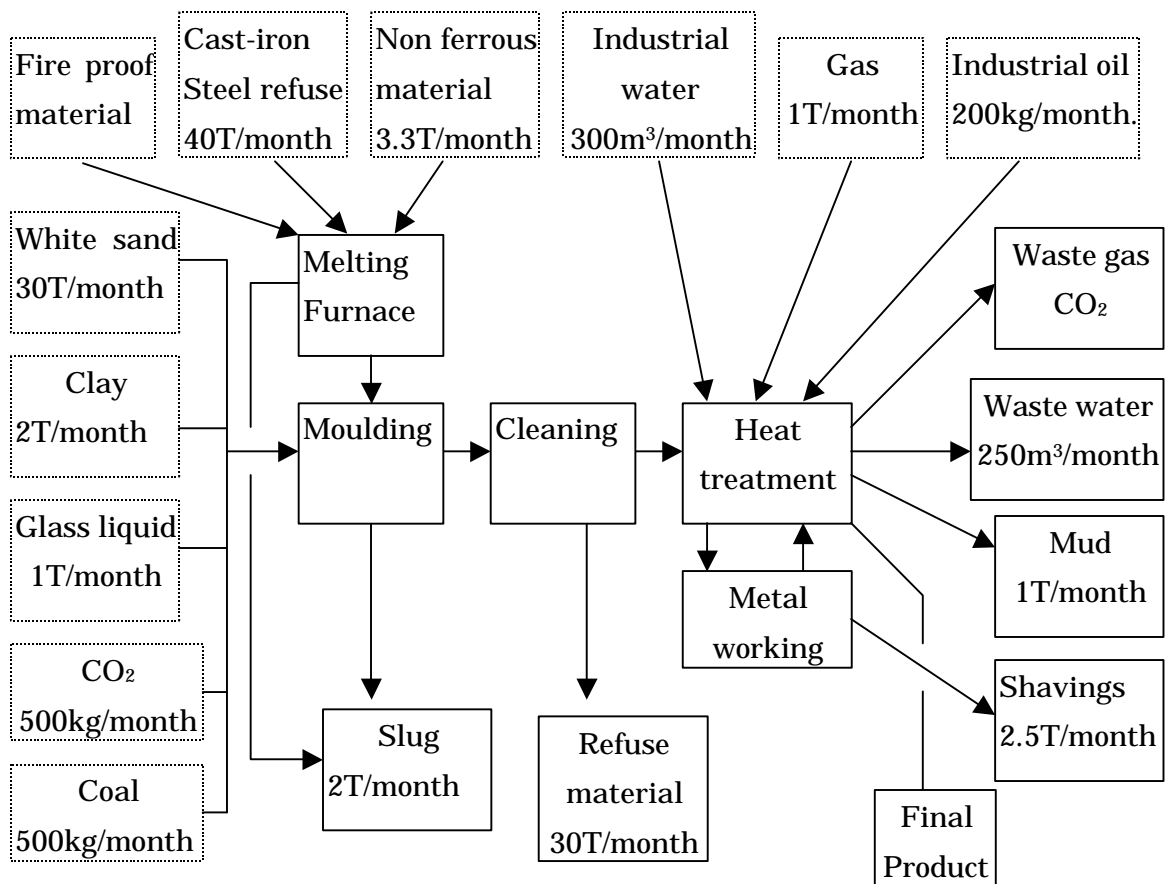 Fire proof
material
Cast-iron
Steel refuse
40T/month
Non ferrous
material
3.3T/month
Industrial
water
300m³/month
Gas
1T/month
Industrial oil
200kg/month.
White sand
30T/month
Melting
Furnace
Waste gas
CO₂
Clay
2T/month
Moulding
Cleaning
Heat
treatment
Waste water
250m³/month
Glass liquid
1T/month
Mud
1T/month
Metal
working
CO₂
500kg/month
Shavings
2.5T/month
Slug
2T/month
Refuse
material
30T/month
Coal
500kg/month
Final
Product